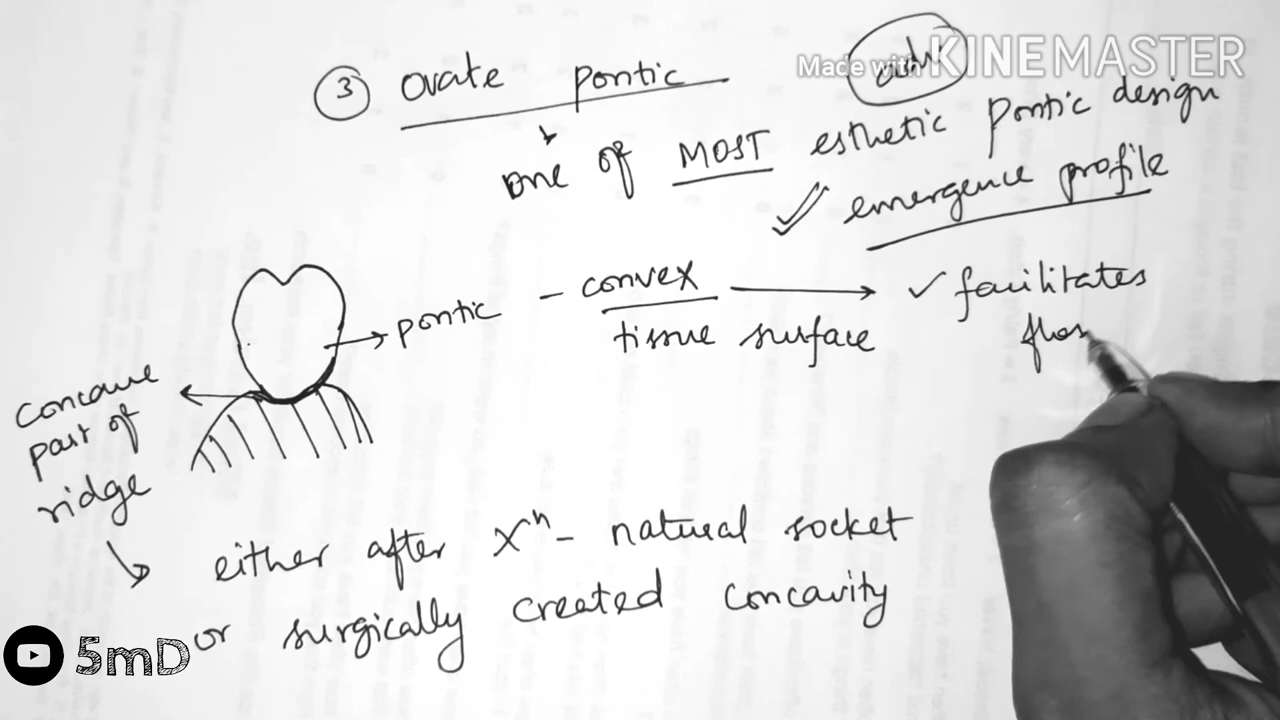 Made with KINEMASTER
③ ovate pontic
one of MOST esthetic pontic design
emergence profile
pontic - convex tissue surface
facilitates
flos
concave
part of
ridge
either after Xⁿ- natural socket
or surgically created concavity
5mD